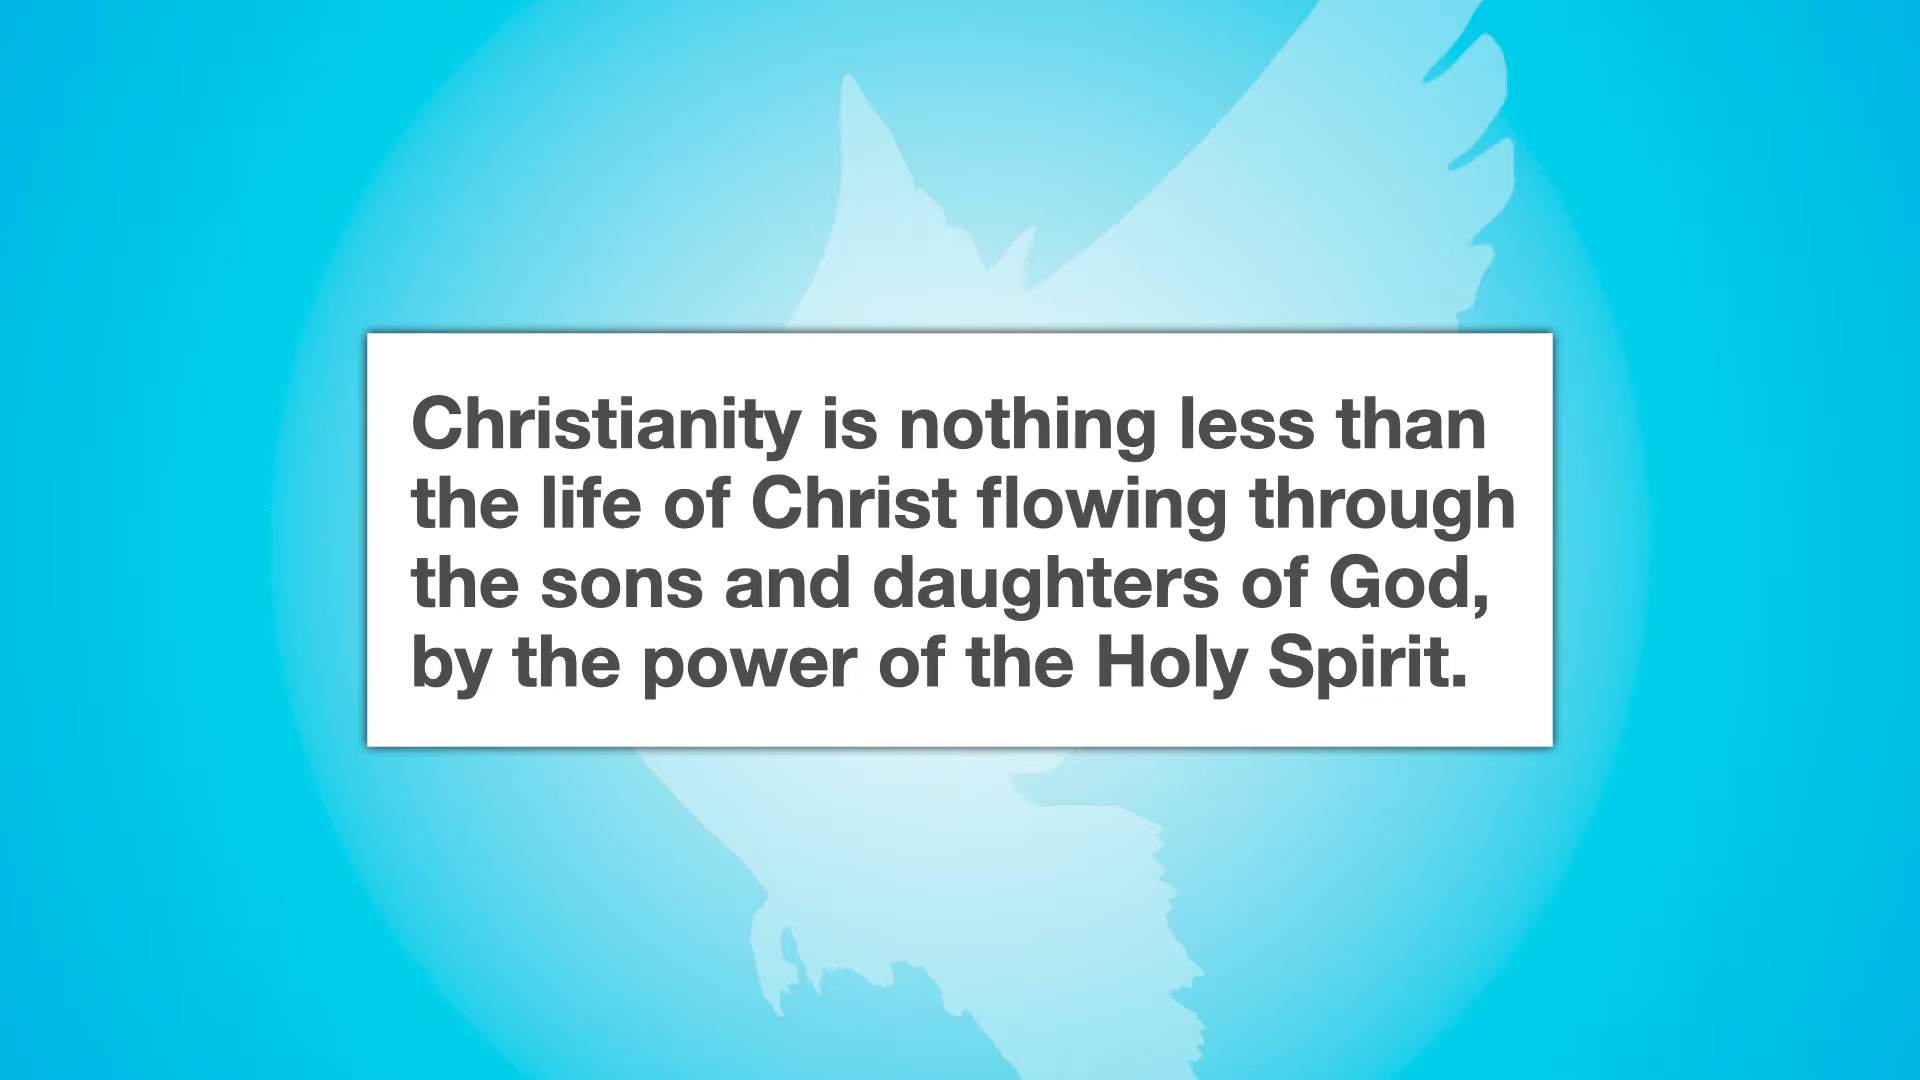 Christianity is nothing less than
the life of Christ flowing through
the sons and daughters of God,
by the power of the Holy Spirit.